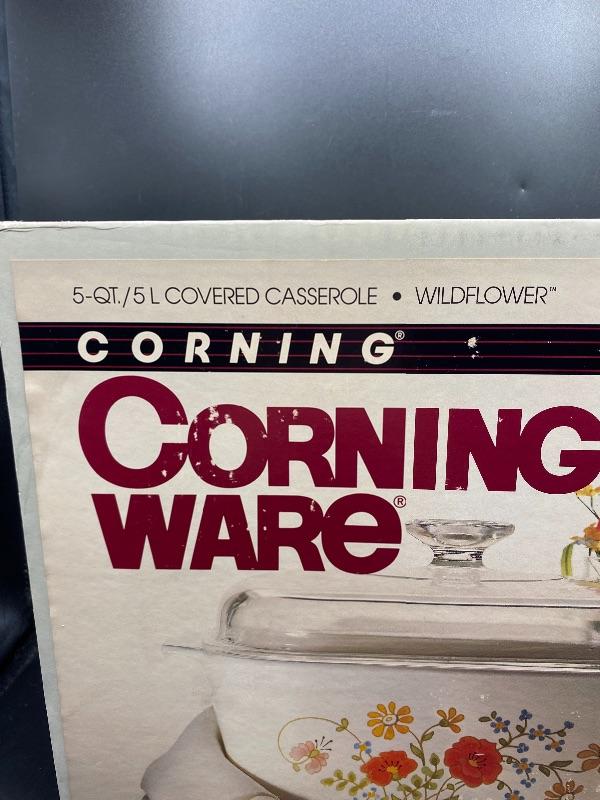 5-QT./5 L COVERED CASSEROLE • WILDFLOWER™
CORNING®
CORNING
WARE®